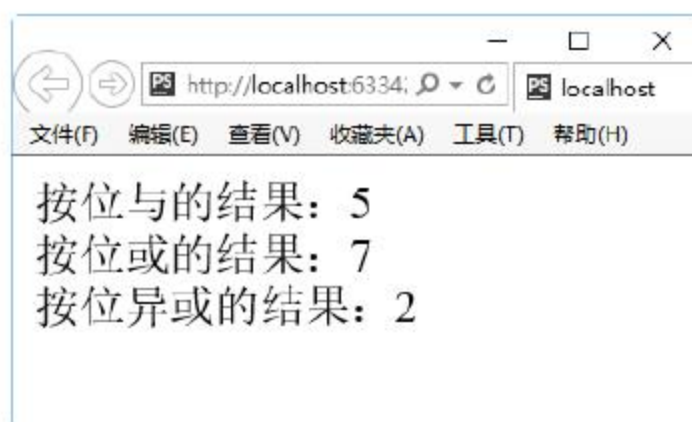 PS http://localhost:6334
PS localhost
文件(F) 编辑(E) 查看(V) 收藏夹(A) 工具(T) 帮助(H)
按位与的结果：5
按位或的结果：7
按位异或的结果：2